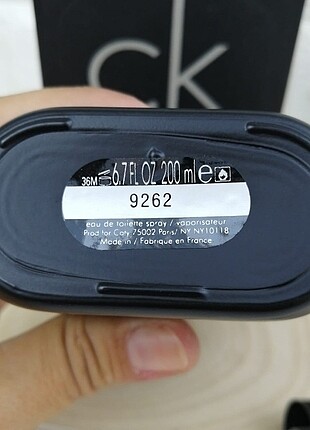 CK
36M 6.7 FL OZ 200 ml e
9262
eau de toilette spray / vaporisateur
Prod for Coty 75002 Paris/ NY NY10118
Made in / Fabriqué en France